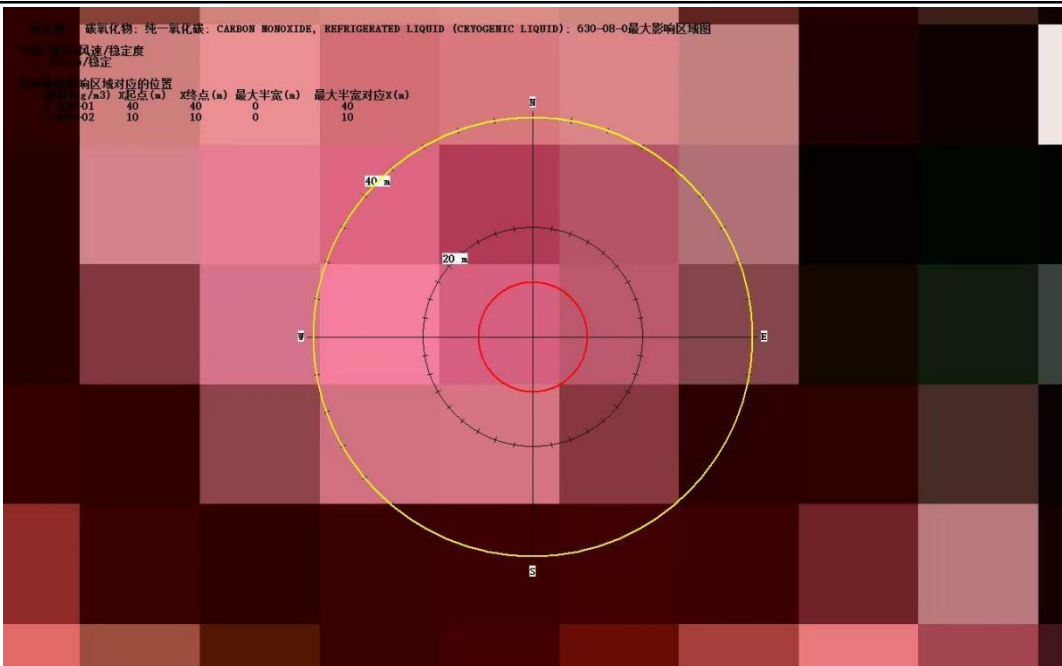 碳氧化物: 纯一氧化碳: CARBON MONOXIDE, REFRIGERATED LIQUID (CRYOGENIC LIQUID): 630-08-0最大影响区域图
风速/稳定度
/稳定
影响区域对应的位置
X起点(m) X终点(m) 最大半宽(m) 最大半宽对应X(m)
40 40 0 40
10 10 0 10
N
40 m
20 m
W
E
S